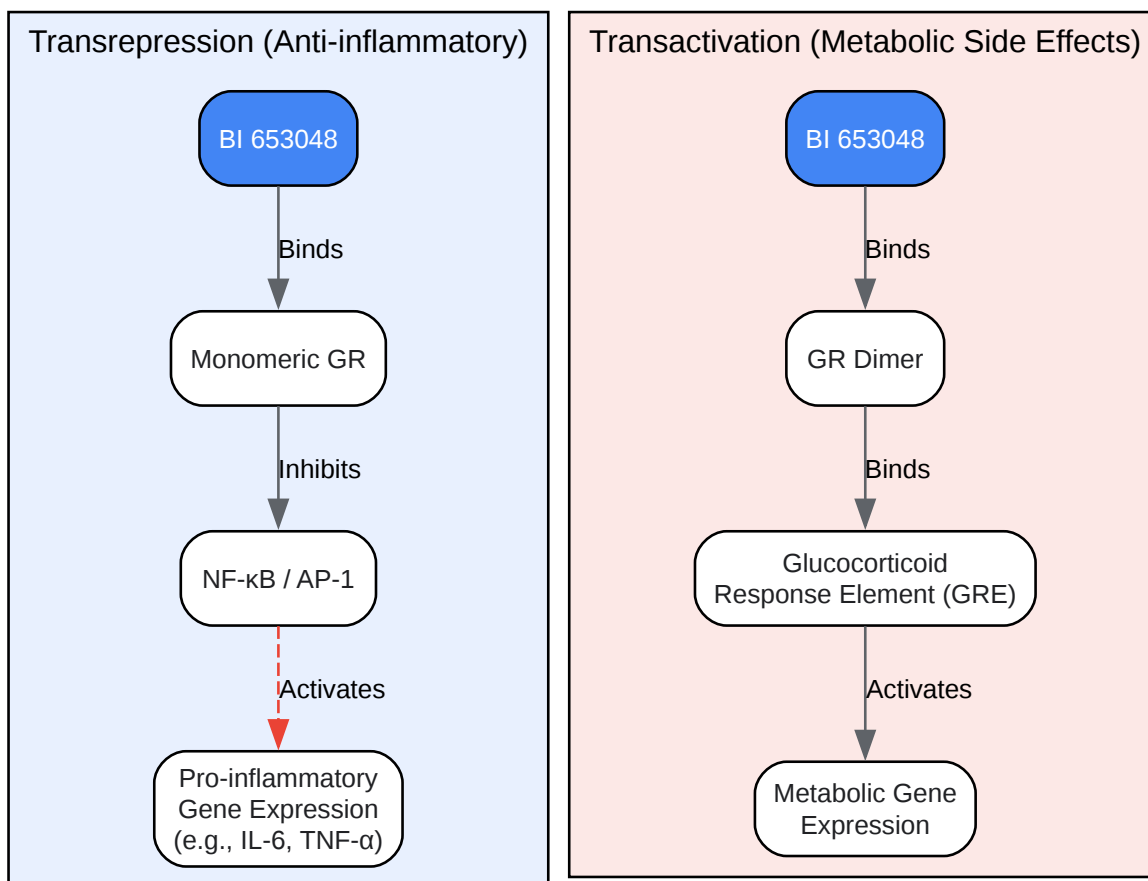 Transrepression (Anti-inflammatory)
BI 653048
Binds
Monomeric GR
Inhibits
NF-κB / AP-1
Activates
Pro-inflammatory
Gene Expression
(e.g., IL-6, TNF-α)
Transactivation (Metabolic Side Effects)
BI 653048
Binds
GR Dimer
Binds
Glucocorticoid
Response Element (GRE)
Activates
Metabolic Gene
Expression